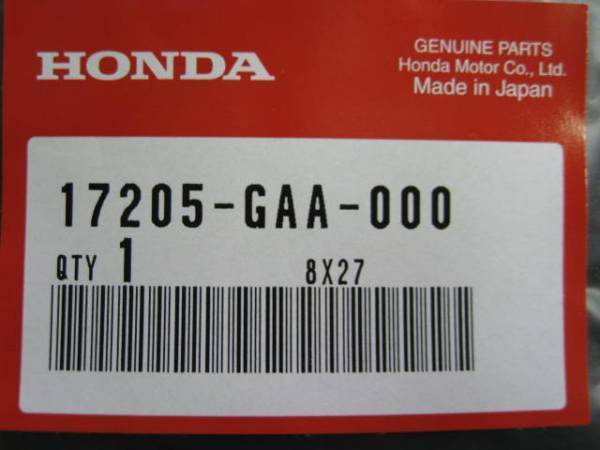 HONDA
GENUINE PARTS
Honda Motor Co., Ltd.
Made in Japan
17205-GAA-000
QTY 1 8X27